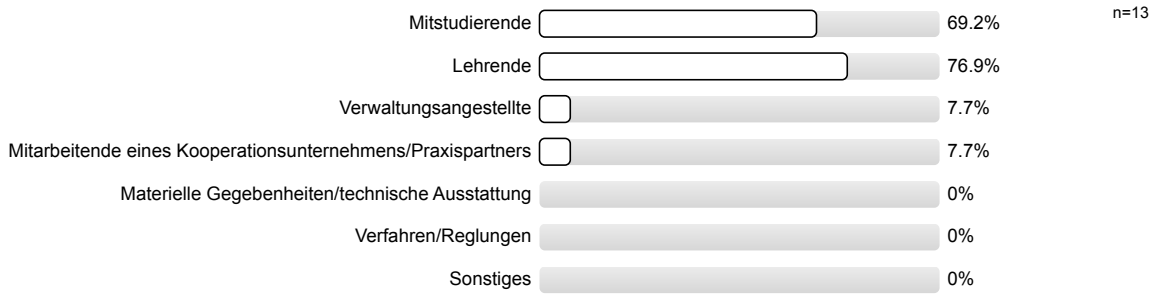 Mitstudierende 69.2% n=13
Lehrende 76.9%
Verwaltungsangestellte 7.7%
Mitarbeitende eines Kooperationsunternehmens/Praxispartners 7.7%
Materielle Gegebenheiten/technische Ausstattung 0%
Verfahren/Reglungen 0%
Sonstiges 0%